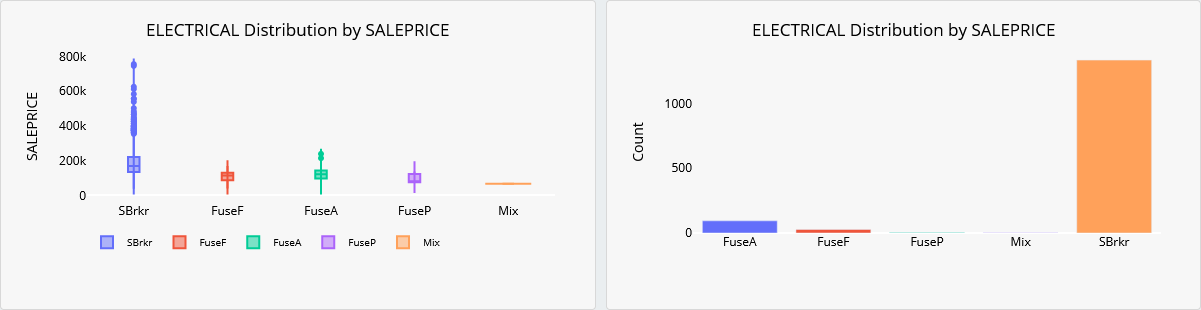 ELECTRICAL Distribution by SALEPRICE
800k
600k
400k
200k
0
SALEPRICE
SBrkr FuseF FuseA FuseP Mix
SBrkr FuseF FuseA FuseP Mix
ELECTRICAL Distribution by SALEPRICE
1000
500
0
Count
FuseA FuseF FuseP Mix SBrkr